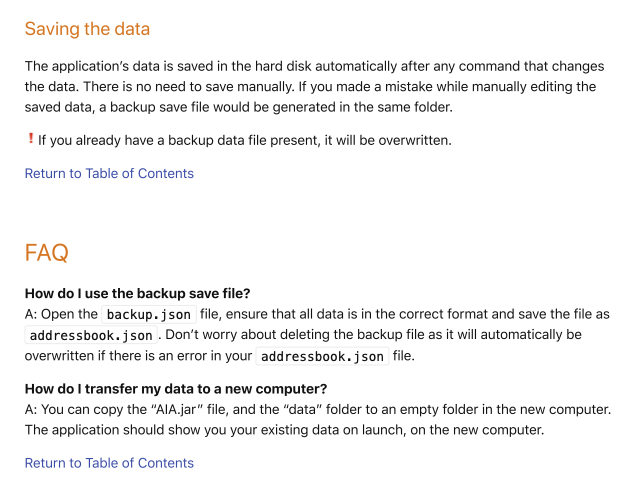 Saving the data
The application’s data is saved in the hard disk automatically after any command that changes
the data. There is no need to save manually. If you made a mistake while manually editing the
saved data, a backup save file would be generated in the same folder.
❗ If you already have a backup data file present, it will be overwritten.
Return to Table of Contents
FAQ
How do I use the backup save file?
A: Open the backup.json file, ensure that all data is in the correct format and save the file as
addressbook.json. Don’t worry about deleting the backup file as it will automatically be
overwritten if there is an error in your addressbook.json file.
How do I transfer my data to a new computer?
A: You can copy the “AIA.jar” file, and the “data” folder to an empty folder in the new computer.
The application should show you your existing data on launch, on the new computer.
Return to Table of Contents